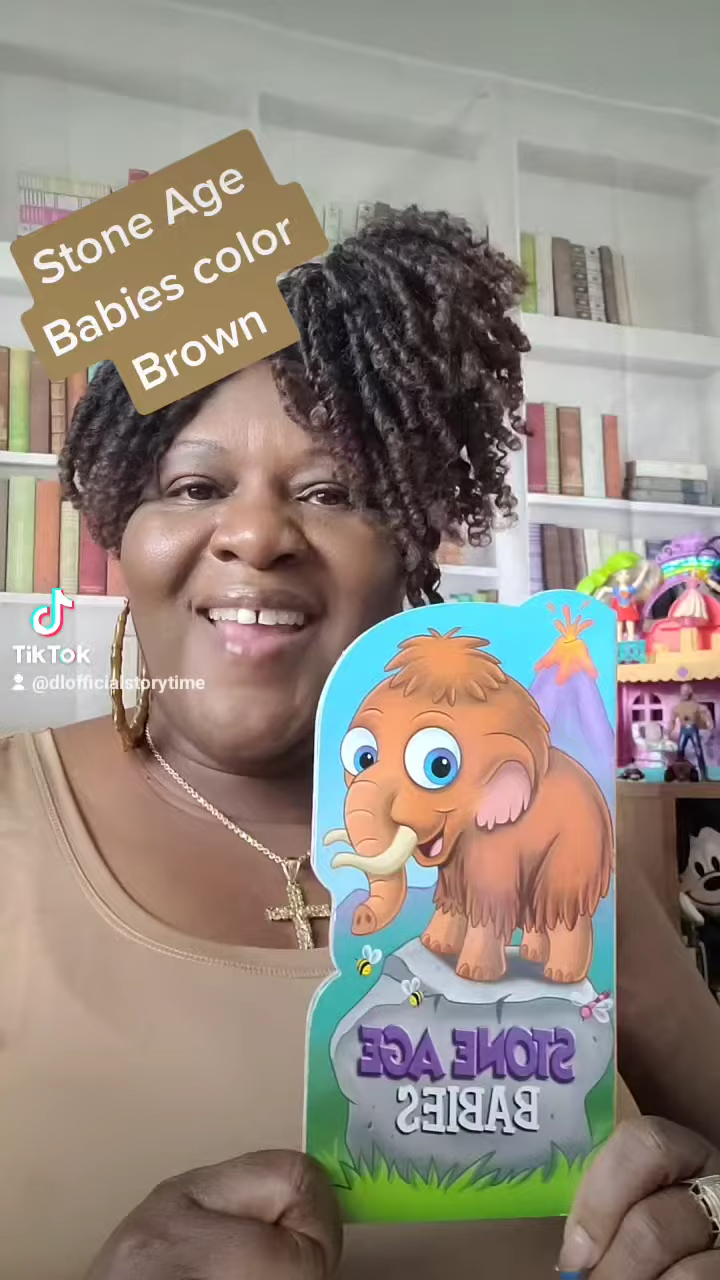 Stone Age
Babies color
Brown
TikTok
@dlofficialstorytime
STONE AGE
BABIES